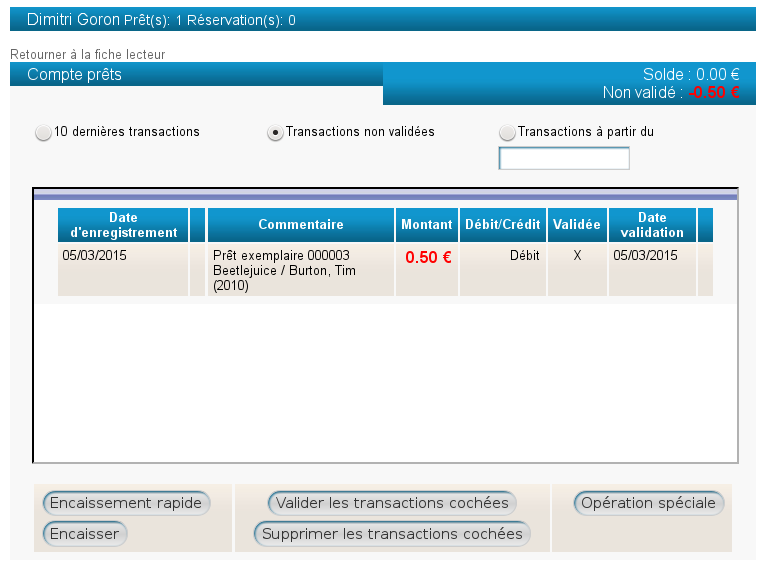 Dimitri Goron Prêt(s): 1 Réservation(s): 0
Retourner à la fiche lecteur
Compte prêts
Solde : 0.00 €
Non validé : -0.50 €
10 dernières transactions
Transactions non validées
Transactions à partir du
Date d'enregistrement Commentaire Montant Débit/Crédit Validée Date validation
05/03/2015 Prêt exemplaire 000003 0.50 € Débit X 05/03/2015
Beetlejuice / Burton, Tim
(2010)
Encaissement rapide Valider les transactions cochées Opération spéciale
Encaisser Supprimer les transactions cochées